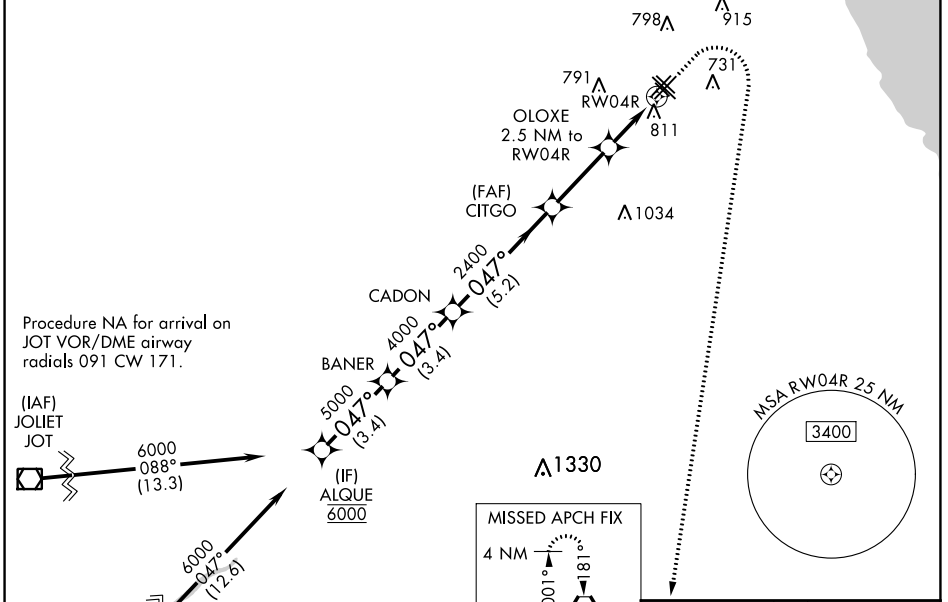 798
915
791
731
RW04R
811
OLOXE
2.5 NM to
RW04R
(FAF)
CITGO
1034
2400
047°
(5.2)
CADON
4000
047°
(3.4)
BANER
5000
047°
(3.4)
Procedure NA for arrival on
JOT VOR/DME airway
radials 091 CW 171.
(IAF)
JOLIET
JOT
6000
088°
(13.3)
(IF)
ALQUE
6000
1330
MSA RW04R 25 NM
3400
6000
047°
(12.6)
MISSED APCH FIX
4 NM
001°
181°